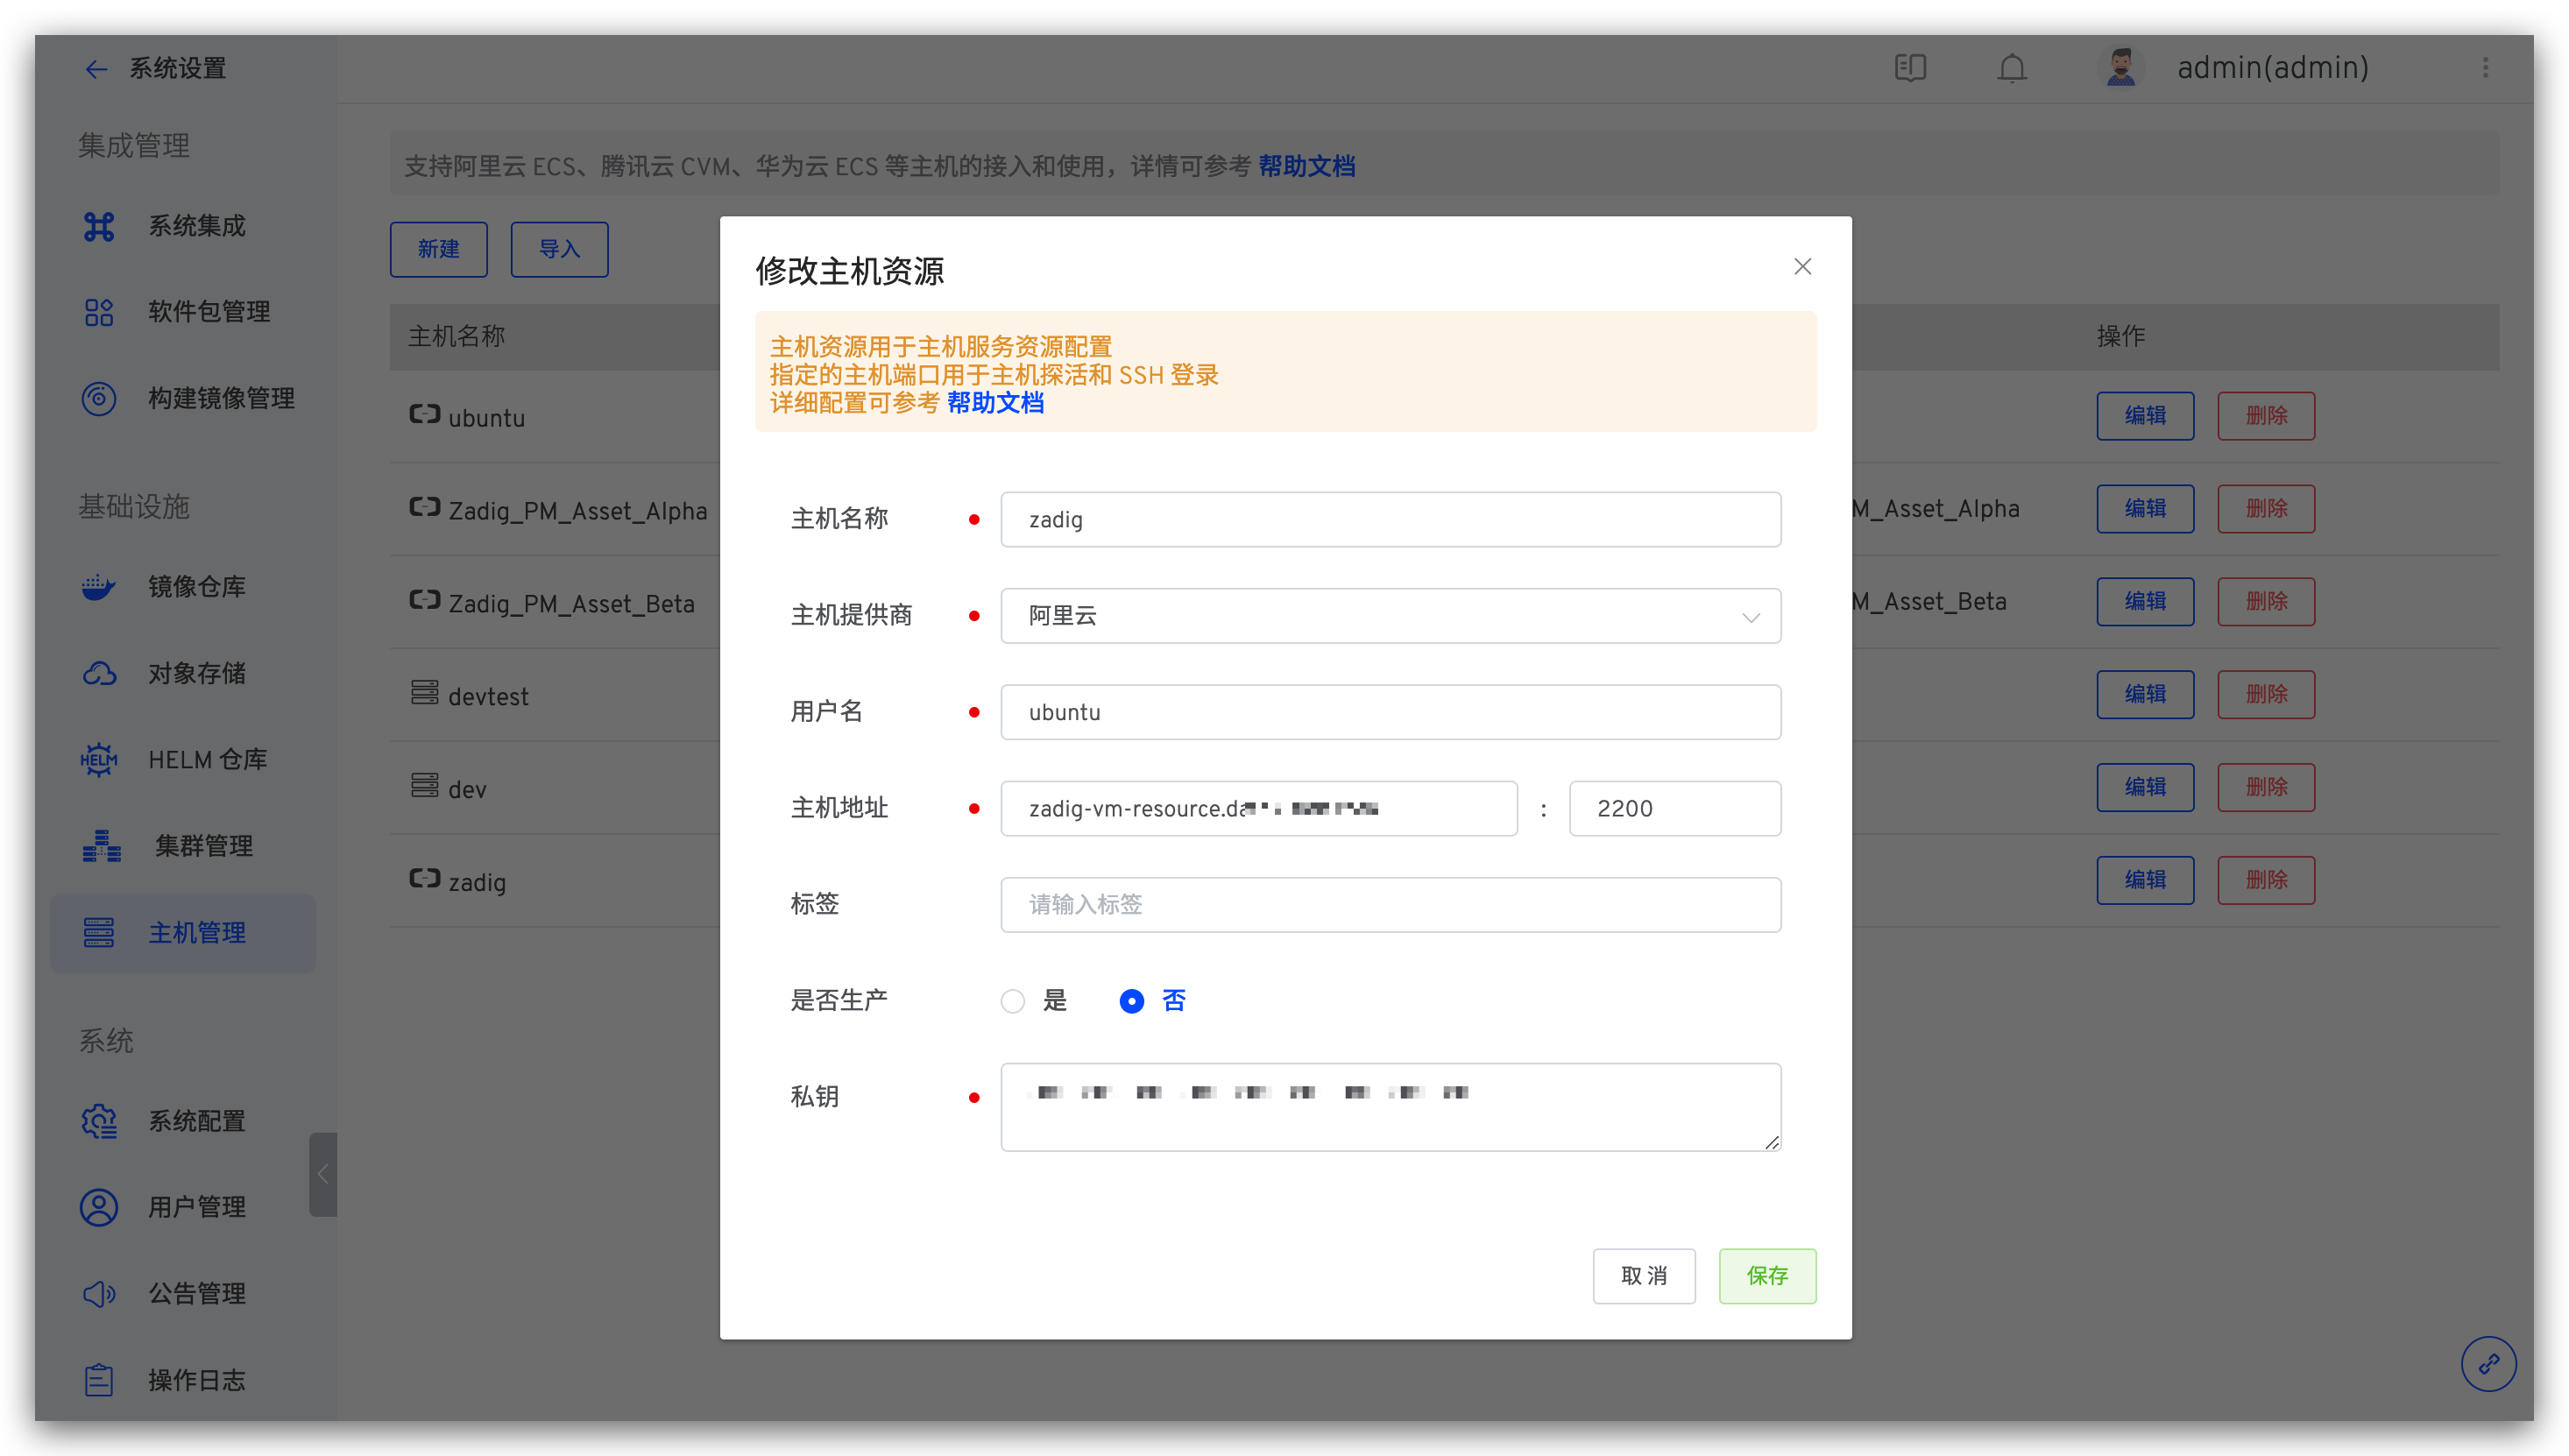 系统设置
admin(admin)
集成管理
系统集成
软件包管理
构建镜像管理
基础设施
镜像仓库
对象存储
HELM
HELM 仓库
集群管理
主机管理
系统
系统配置
用户管理
公告管理
操作日志
支持阿里云 ECS、腾讯云 CVM、华为云 ECS 等主机的接入和使用，详情可参考 帮助文档
新建
导入
主机名称
操作
ubuntu
编辑
删除
Zadig_PM_Asset_Alpha
M_Asset_Alpha
编辑
删除
Zadig_PM_Asset_Beta
M_Asset_Beta
编辑
删除
devtest
编辑
删除
dev
编辑
删除
zadig
编辑
删除
修改主机资源
主机资源用于主机服务资源配置
指定的主机端口用于主机探活和 SSH 登录
详细配置可参考 帮助文档
主机名称
zadig
主机提供商
阿里云
用户名
ubuntu
主机地址
zadig-vm-resource.da
:
2200
标签
请输入标签
是否生产
是
否
私钥
取 消
保存